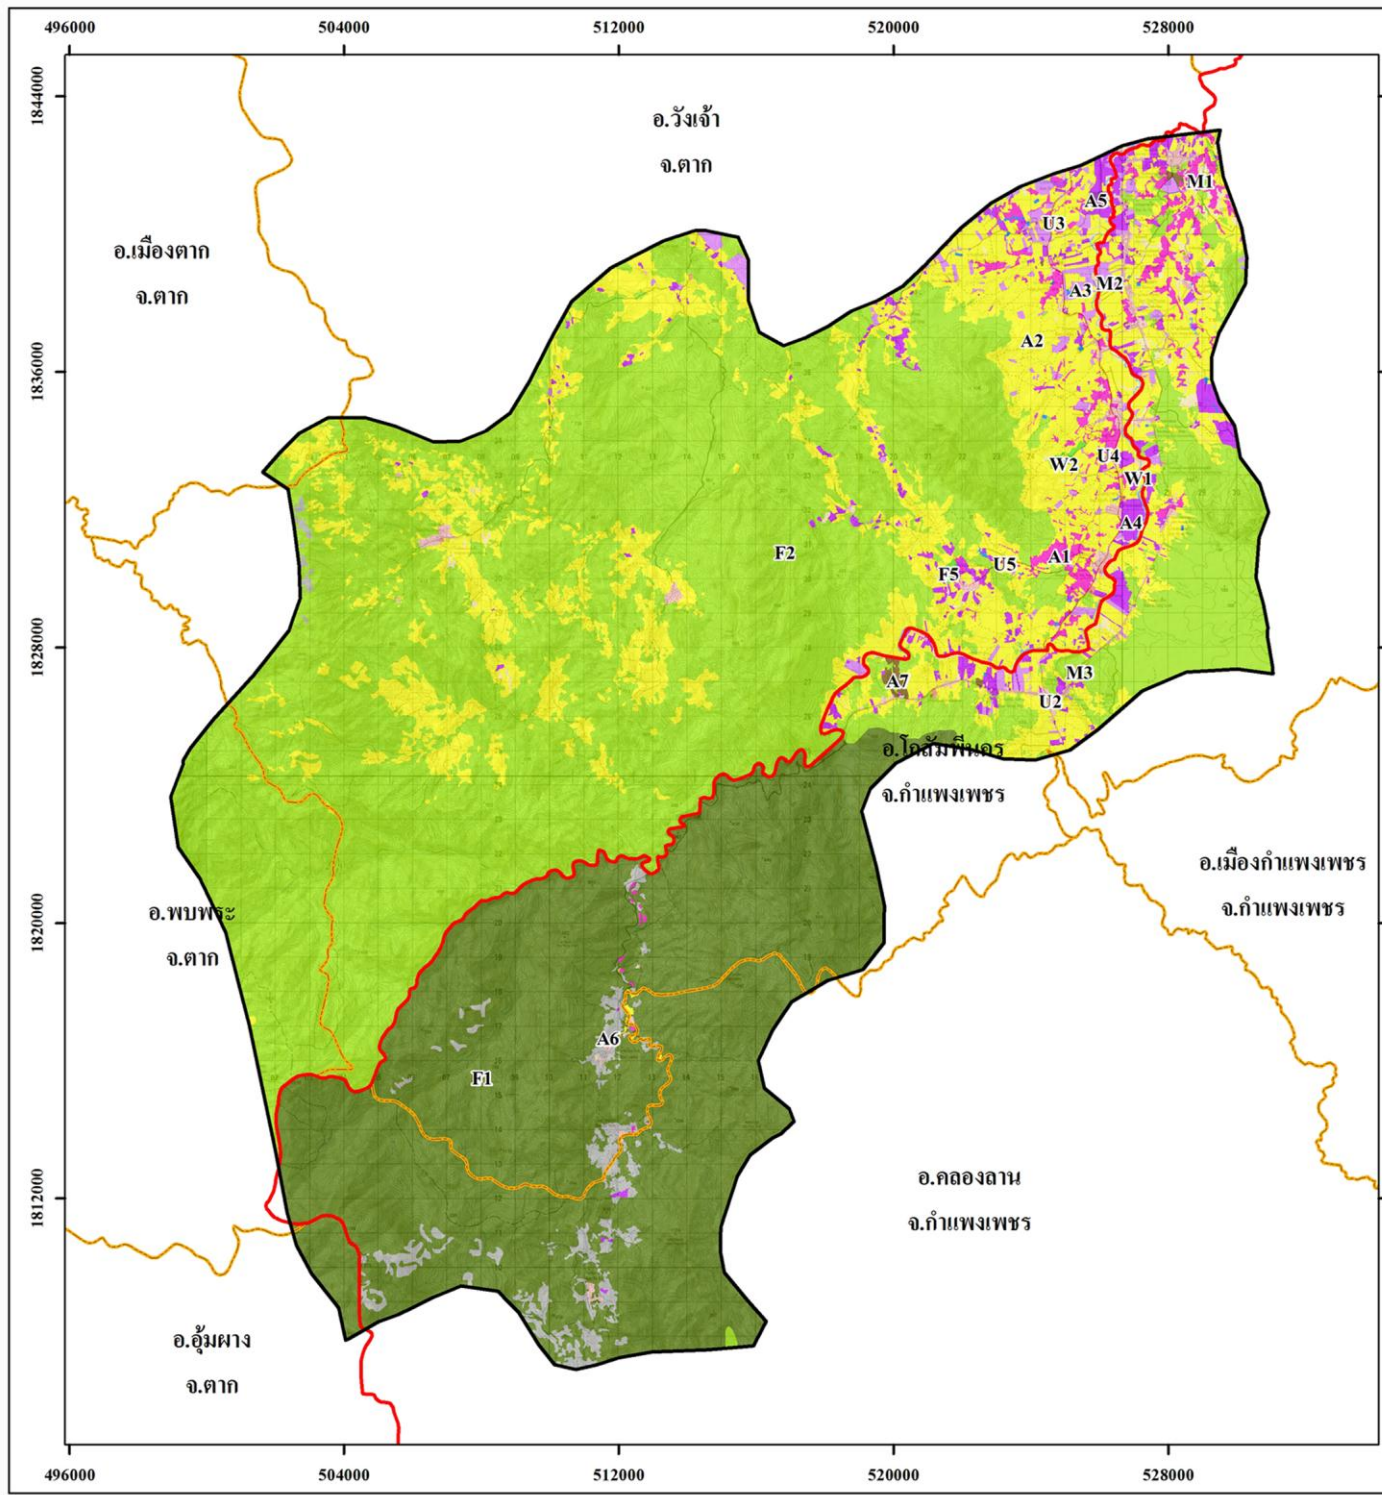 496000 504000 512000 520000 528000
1844000
1836000
1828000
1820000
1812000
อ.วังเจ้า
จ.ตาก
อ.เมืองตาก
จ.ตาก
M1
A5
U3
A3
M2
A2
W2
U4
W1
A4
F2
A1
U5
F5
A7
M3
U2
อ.โกสัมพีนคร
จ.กำแพงเพชร
อ.เมืองกำแพงเพชร
จ.กำแพงเพชร
อ.พบพระ
จ.ตาก
A6
F1
อ.คลองลาน
จ.กำแพงเพชร
อ.อุ้มผาง
จ.ตาก
496000 504000 512000 520000 528000